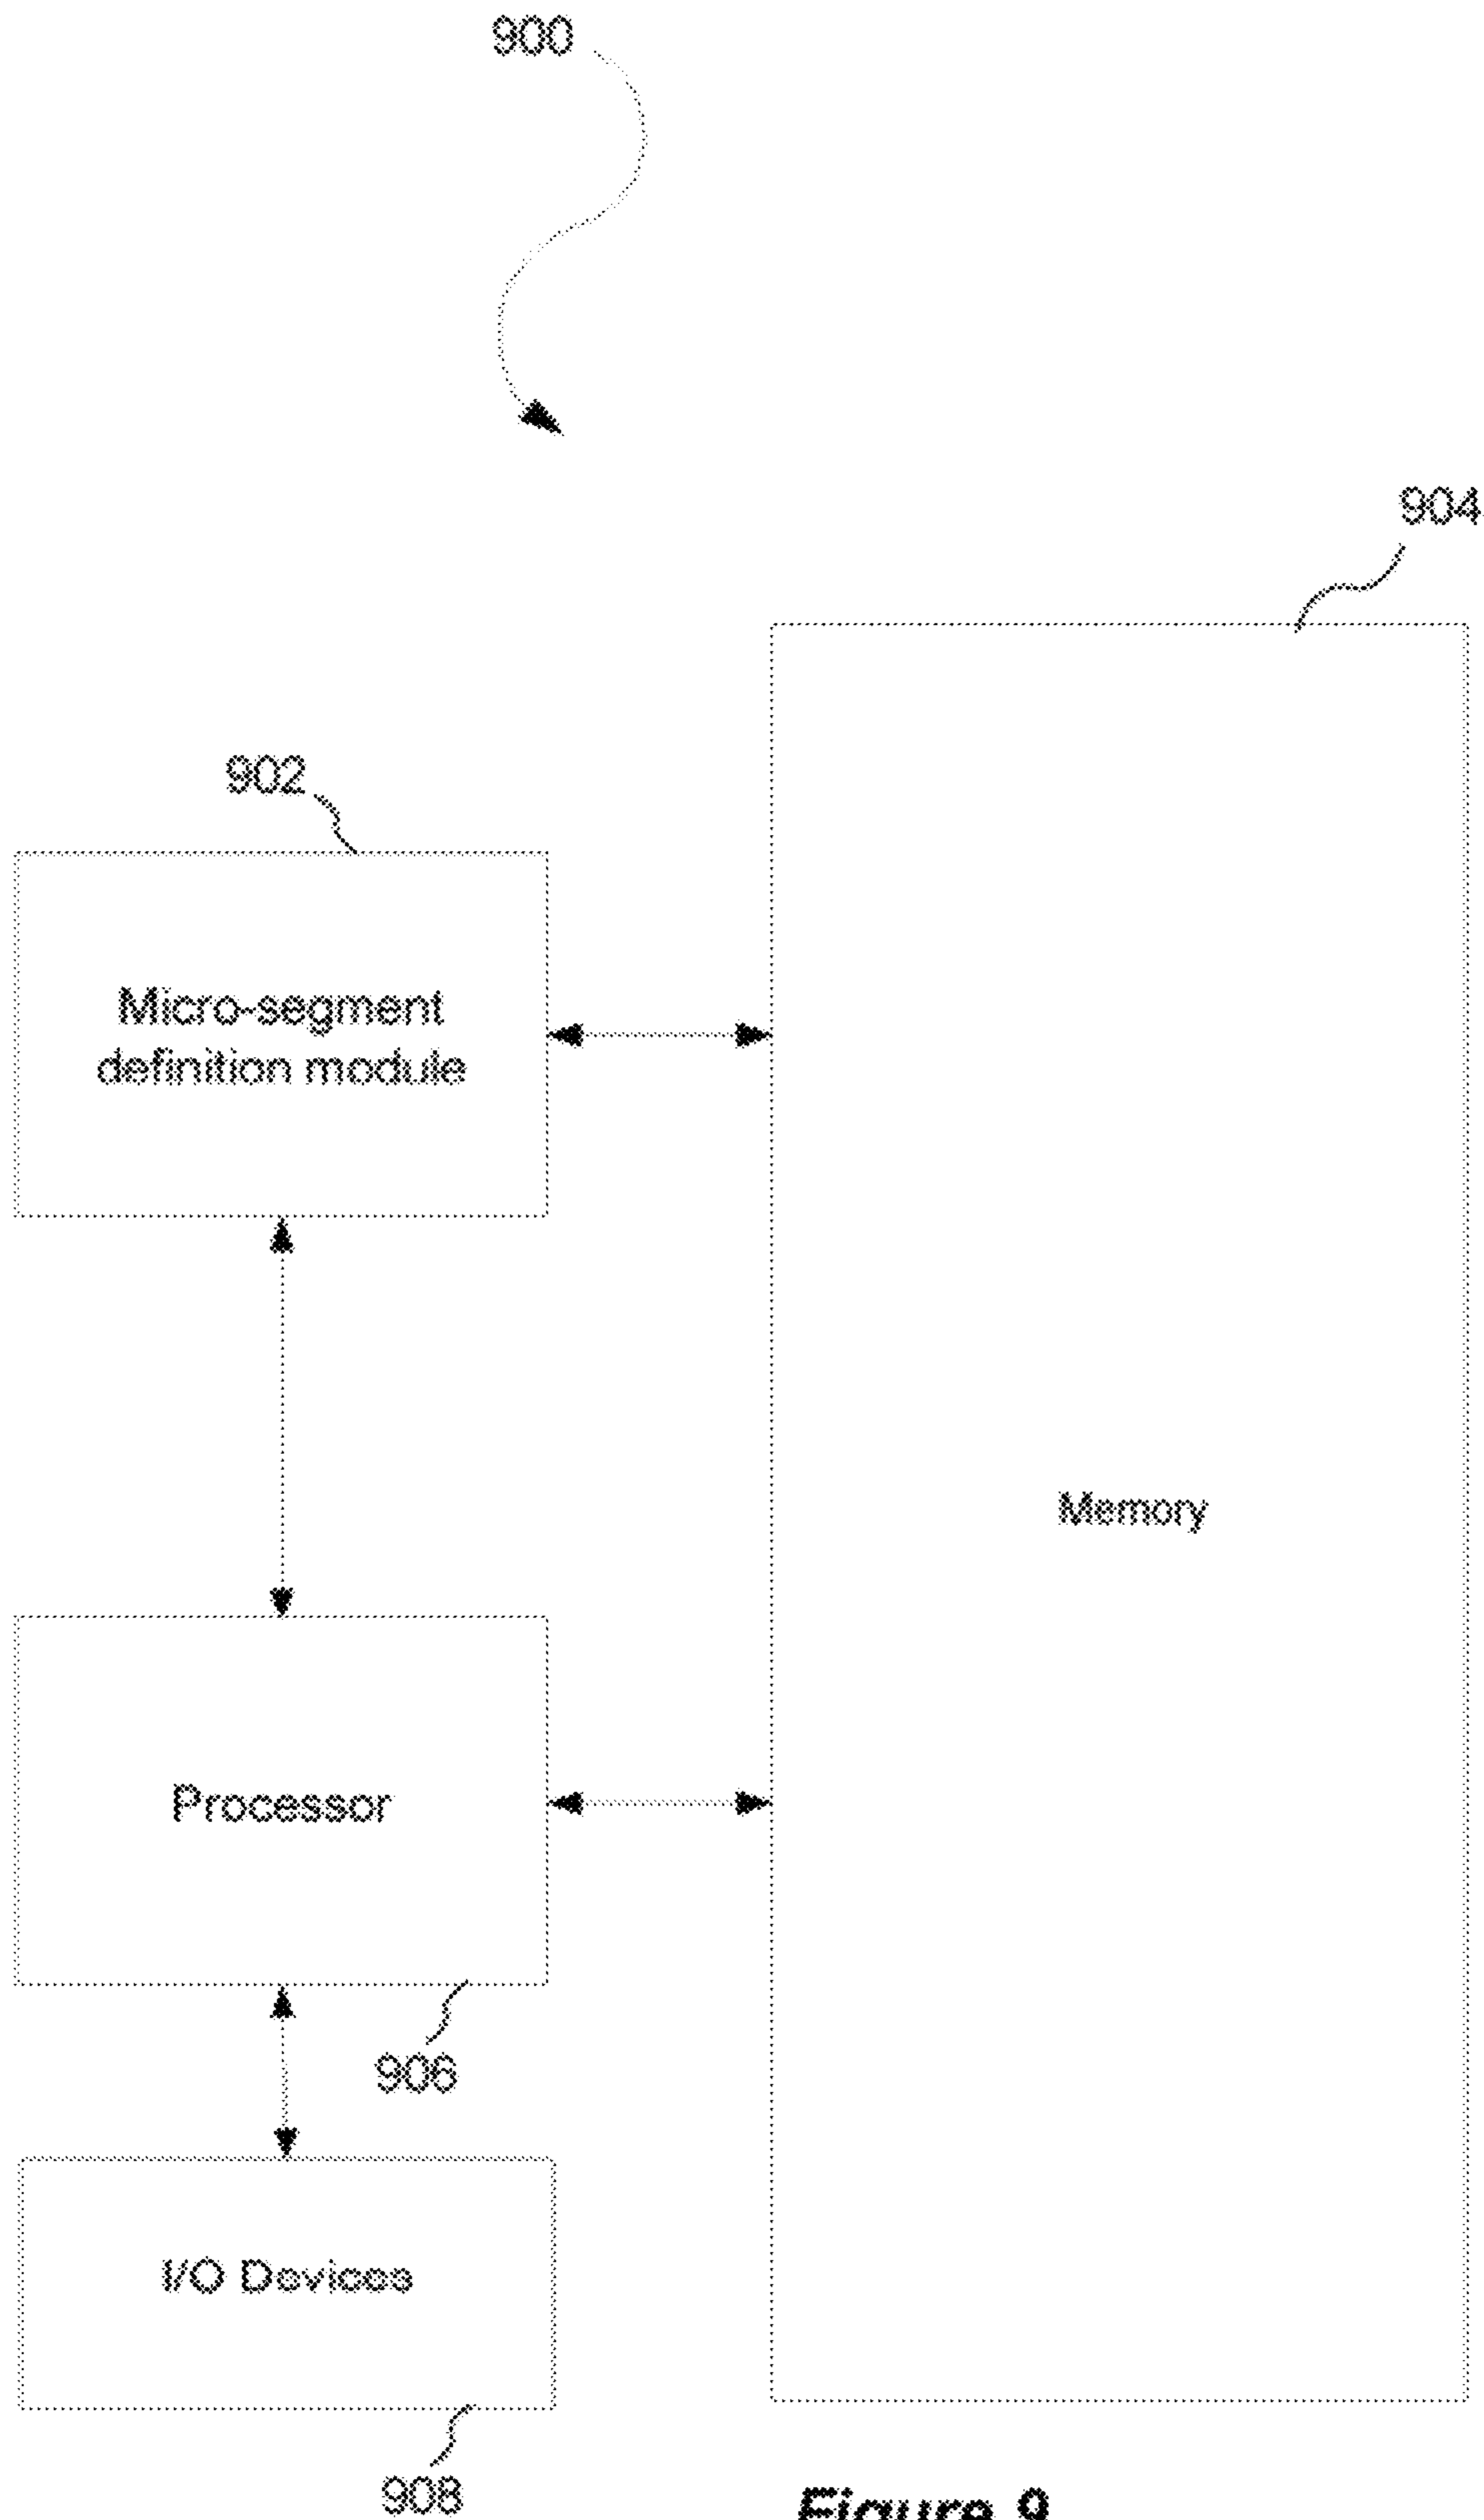 900
904
902
Micro-segment
definition module
Memory
Processor
906
I/O Devices
908
Figure 9